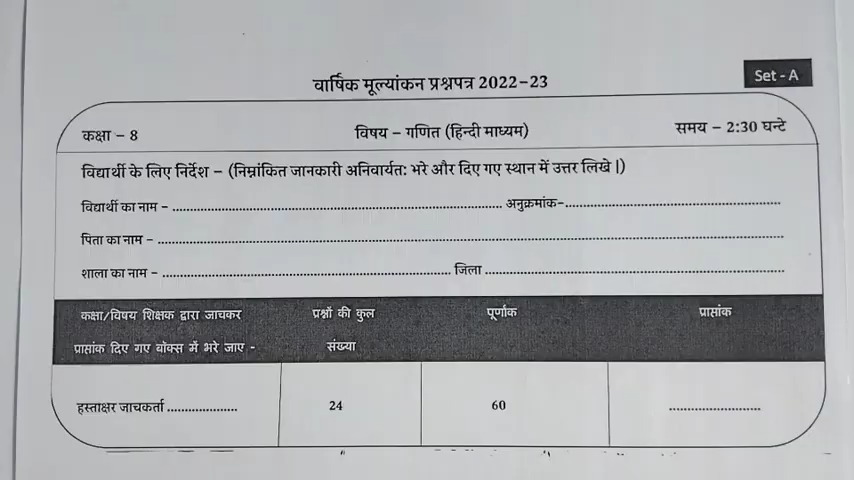 Set - A
वार्षिक मूल्यांकन प्रश्नपत्र 2022-23
कक्षा – 8 विषय – गणित (हिन्दी माध्यम) समय – 2:30 घन्टे
विद्यार्थी के लिए निर्देश – (निम्नांकित जानकारी अनिवार्यत: भरे और दिए गए स्थान में उत्तर लिखे |)
विद्यार्थी का नाम – .................................................. अनुक्रमांक-..................................
पिता का नाम – ....................................................................................................
शाला का नाम – .................................................. जिला ..................................................
कक्षा/विषय शिक्षक द्वारा जाचकर प्रश्नों की कुल पूर्णांक प्राप्तांक
प्राप्तांक दिए गए बॉक्स में भरे जाए - संख्या
हस्ताक्षर जाचकर्ता .................... 24 60 ..........................